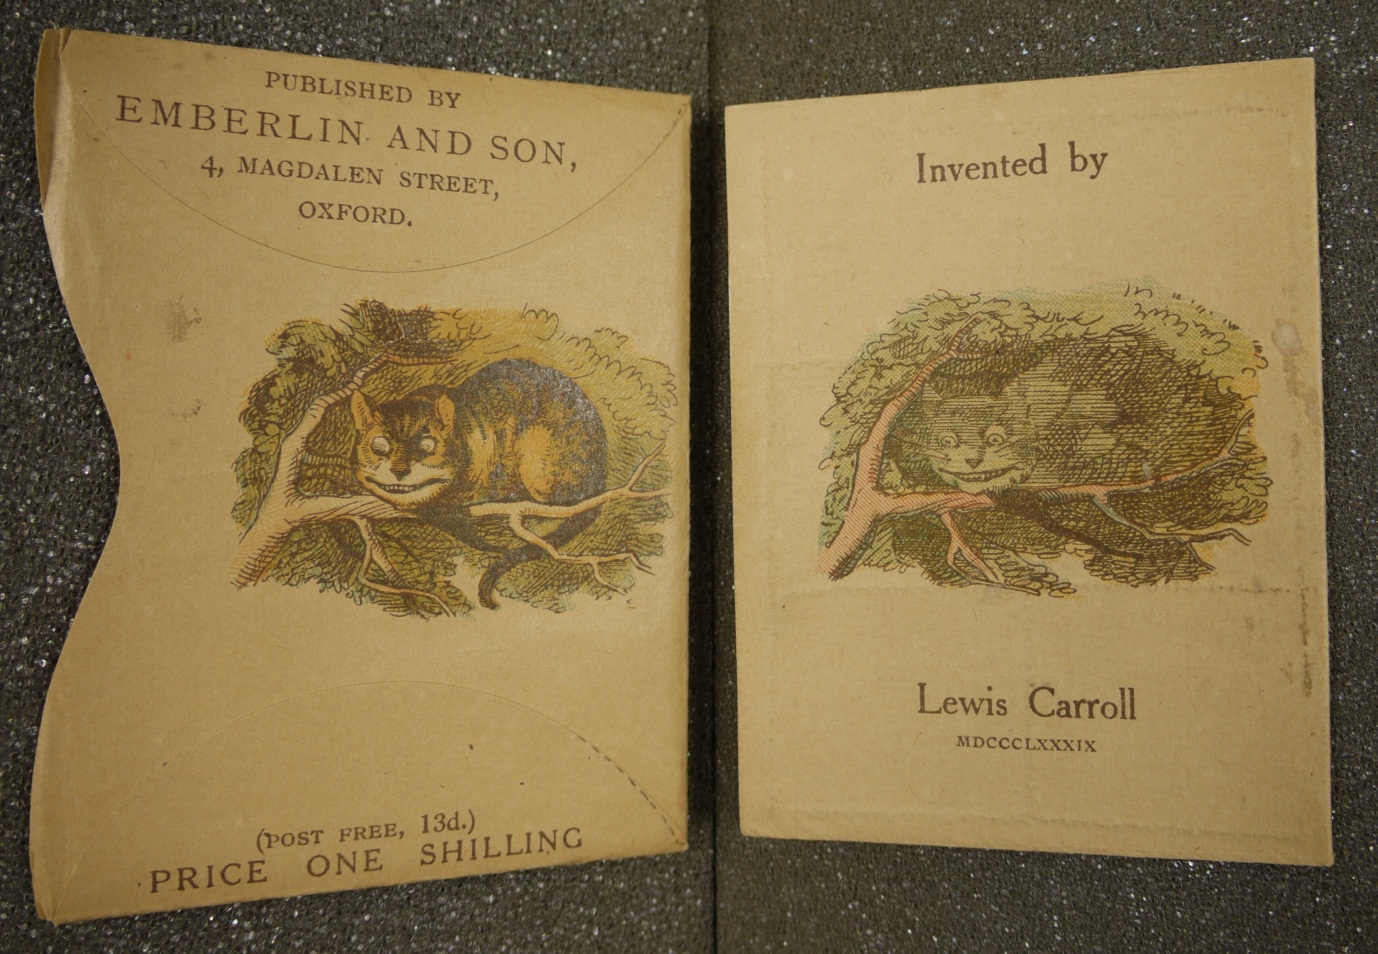 PUBLISHED BY
EMBERLIN AND SON,
4, MAGDALEN STREET,
OXFORD.
(POST FREE, 13d.)
PRICE ONE SHILLING
Invented by
Lewis Carroll
MDCCCLXXXIX